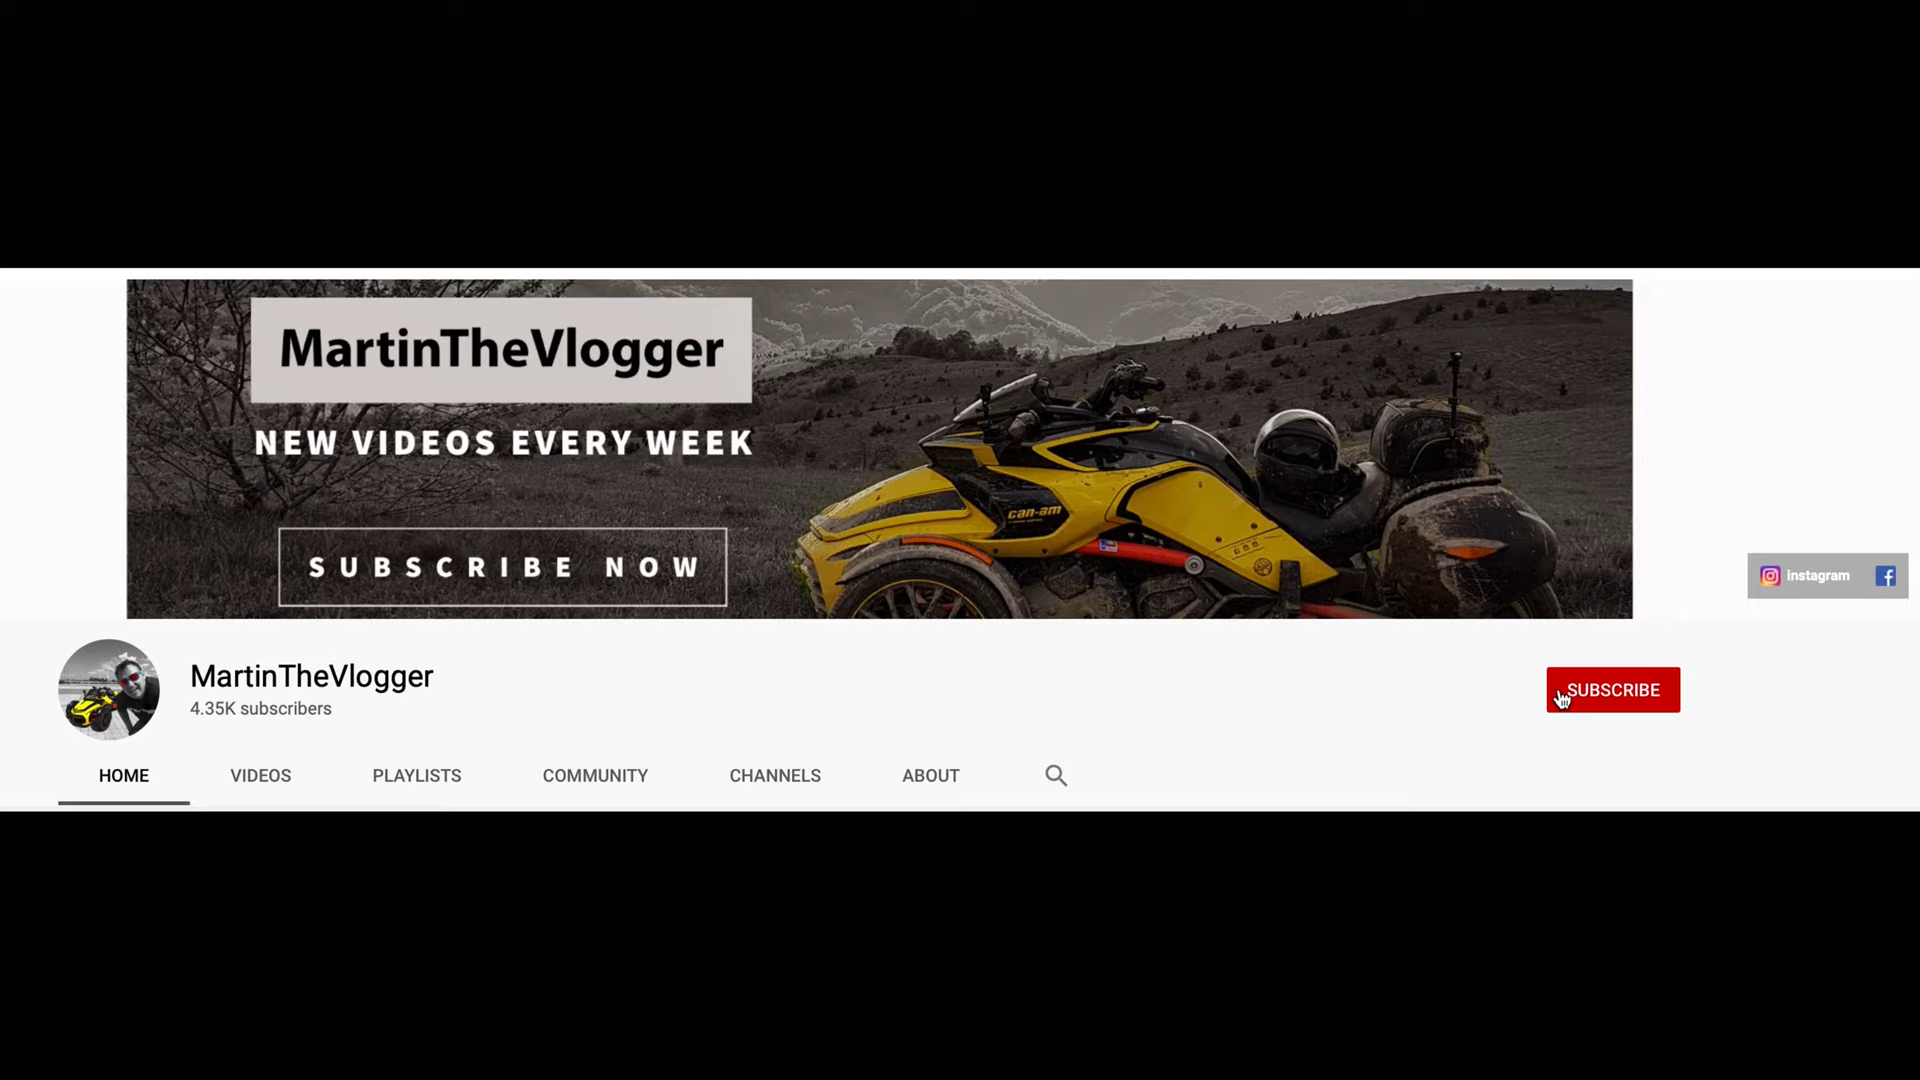 MartinTheVlogger
NEW VIDEOS EVERY WEEK
SUBSCRIBE NOW
can-am
instagram
MartinTheVlogger
4.35K subscribers
SUBSCRIBE
HOME VIDEOS PLAYLISTS COMMUNITY CHANNELS ABOUT